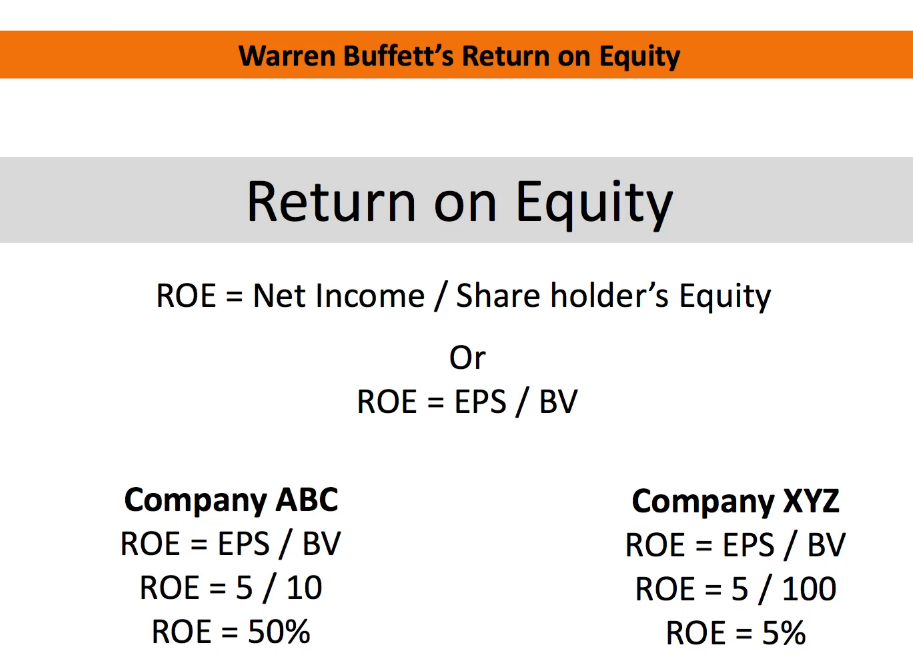 Warren Buffett’s Return on Equity
Return on Equity
ROE = Net Income / Share holder’s Equity
Or
ROE = EPS / BV
Company ABC
ROE = EPS / BV
ROE = 5 / 10
ROE = 50%
Company XYZ
ROE = EPS / BV
ROE = 5 / 100
ROE = 5%